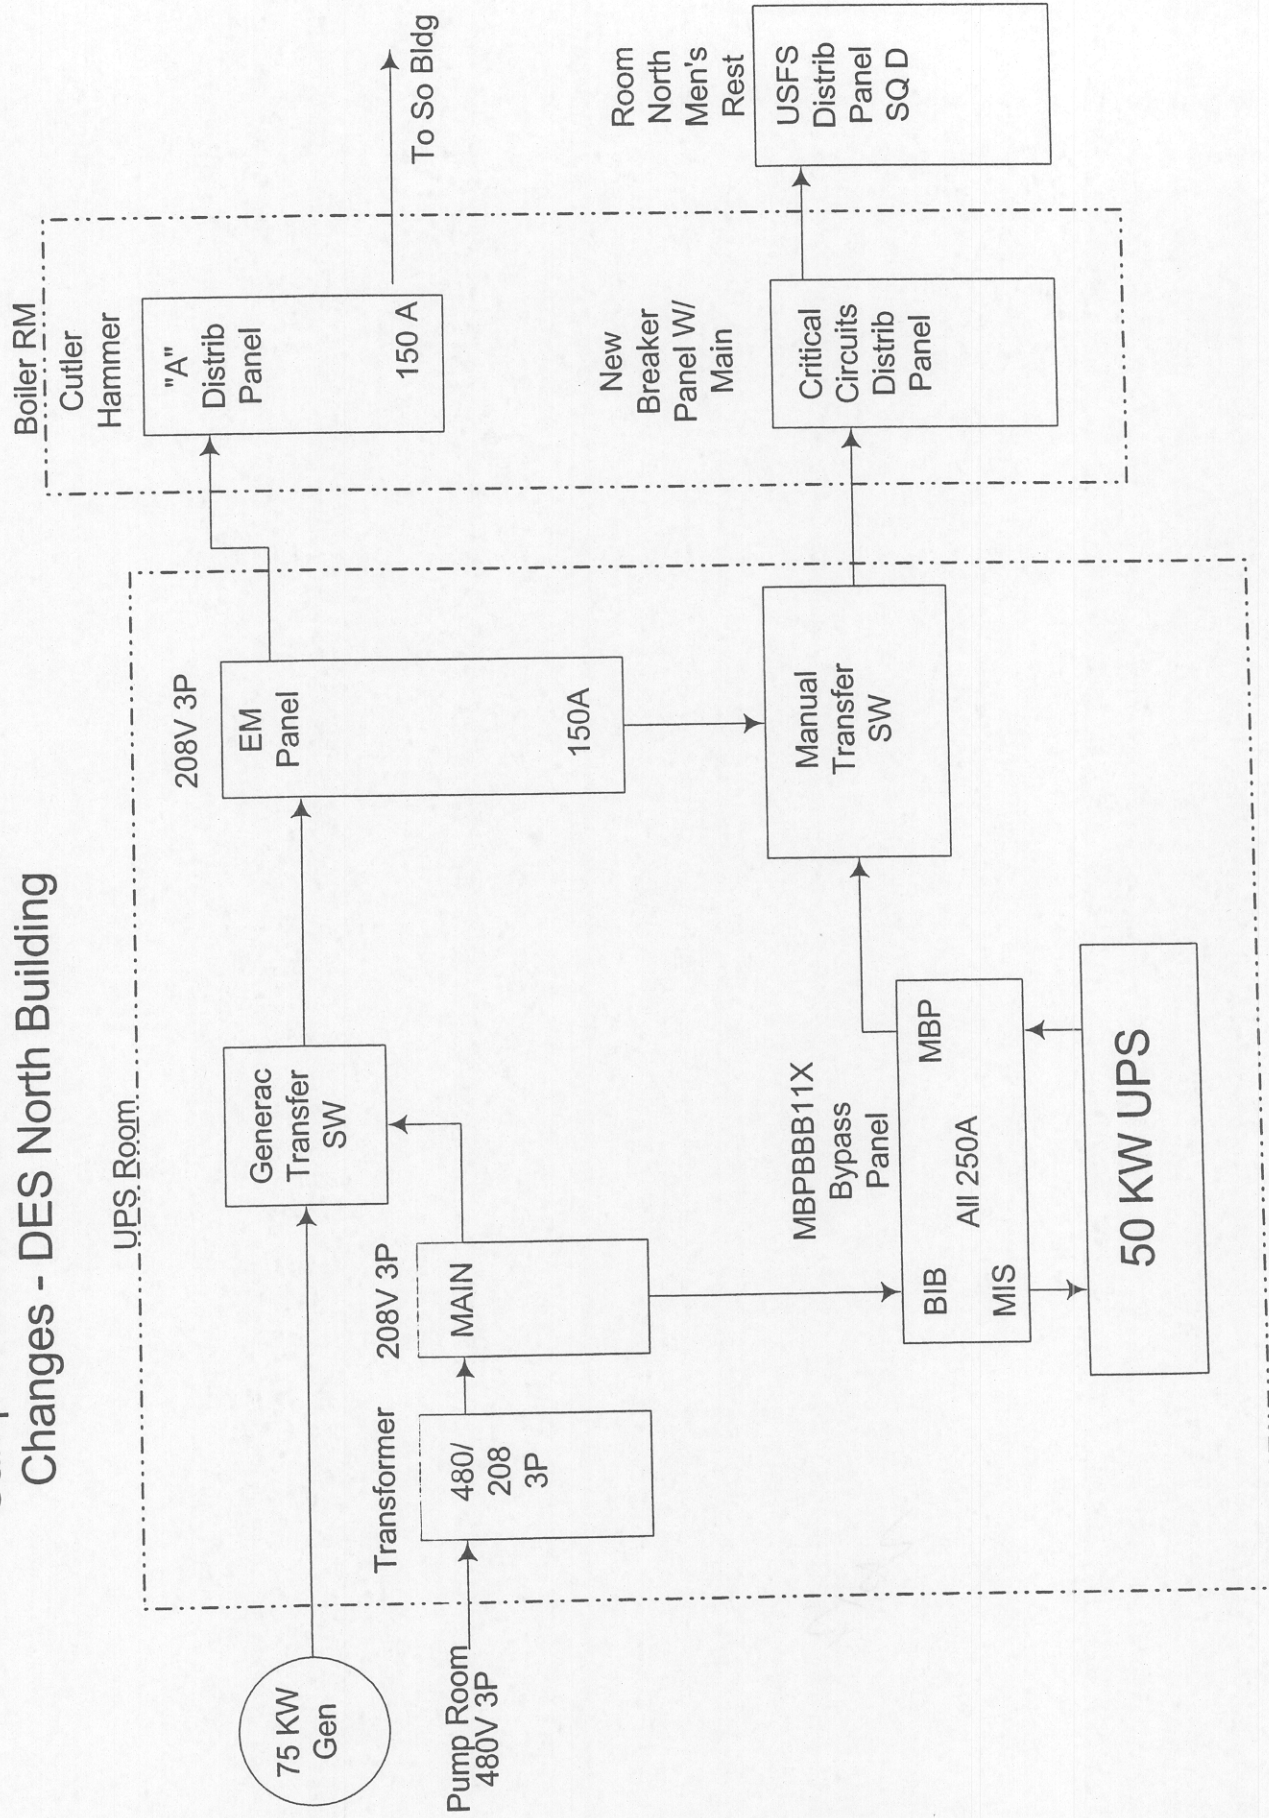 Changes - DES North Building
UPS Room
75 KW
Gen
Pump Room
480V 3P
Transformer
480/
208
3P
208V 3P
MAIN
Generac
Transfer
SW
208V 3P
EM
Panel
150A
MBPBBB11X
Bypass
Panel
BIB
MIS
All 250A
MBP
50 KW UPS
Manual
Transfer
SW
Boiler RM
Cutler
Hammer
"A"
Distrib
Panel
150 A
To So Bldg
New
Breaker
Panel W/
Main
Critical
Circuits
Distrib
Panel
Room
North
Men's
Rest
USFS
Distrib
Panel
SQ D